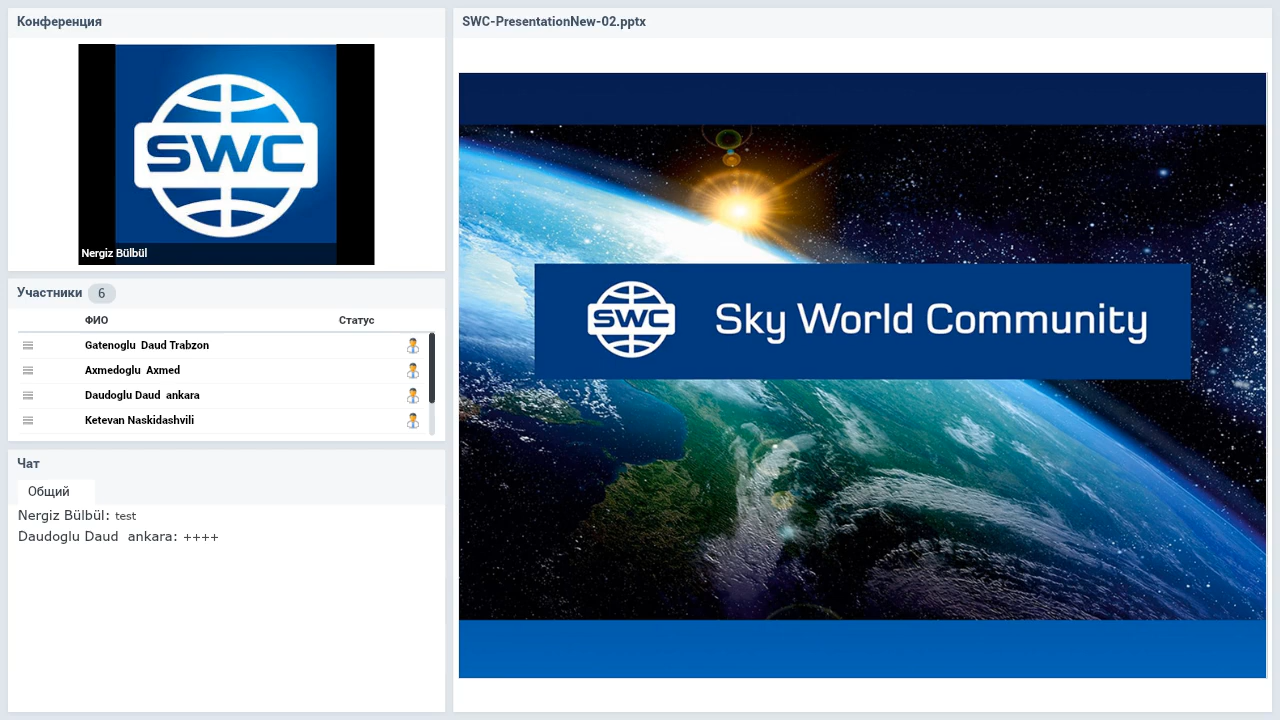 Конференция
SWC
Nergiz Bülbül
Участники 6
ФИО Статус
Gatenoglu Daud Trabzon
Axmedoglu Axmed
Daudoglu Daud ankara
Ketevan Naskidashvili
Чат
Общий
Nergiz Bülbül: test
Daudoglu Daud ankara: ++++
SWC-PresentationNew-02.pptx
SWC Sky World Community